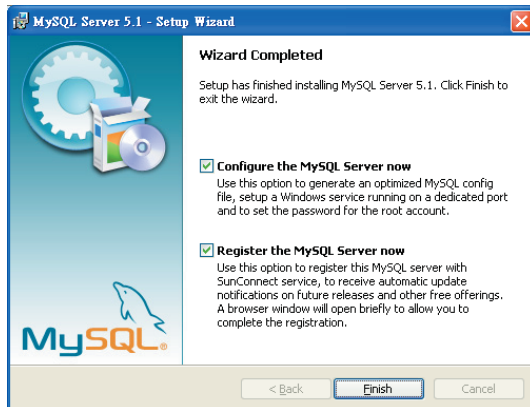 MySQL Server 5.1 - Setup Wizard
Wizard Completed
Setup has finished installing MySQL Server 5.1. Click Finish to
exit the wizard.
Configure the MySQL Server now
Use this option to generate an optimized MySQL config
file, setup a Windows service running on a dedicated port
and to set the password for the root account.
Register the MySQL Server now
Use this option to register this MySQL server with
SunConnect service, to receive automatic update
notifications on future releases and other free offerings.
A browser window will open briefly to allow you to
complete the registration.
MySQL®
< Back
Finish
Cancel